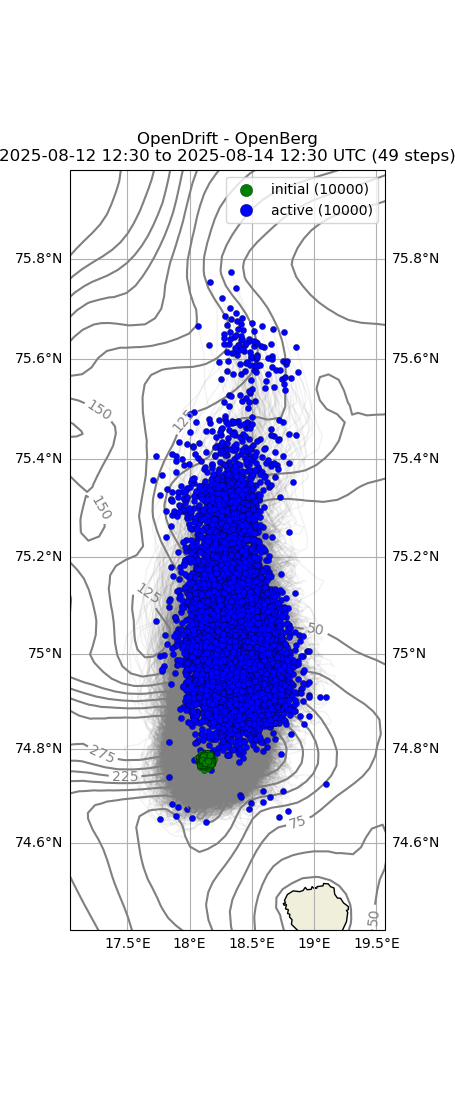 OpenDrift - OpenBerg
2025-08-12 12:30 to 2025-08-14 12:30 UTC (49 steps)
initial (10000)
active (10000)
75.8°N 75.8°N
75.6°N 75.6°N
150
125
75.4°N 75.4°N
150
75.2°N 75.2°N
125
50
75°N 75°N
275
74.8°N 74.8°N
225
75
74.6°N 74.6°N
50
17.5°E 18°E 18.5°E 19°E 19.5°E